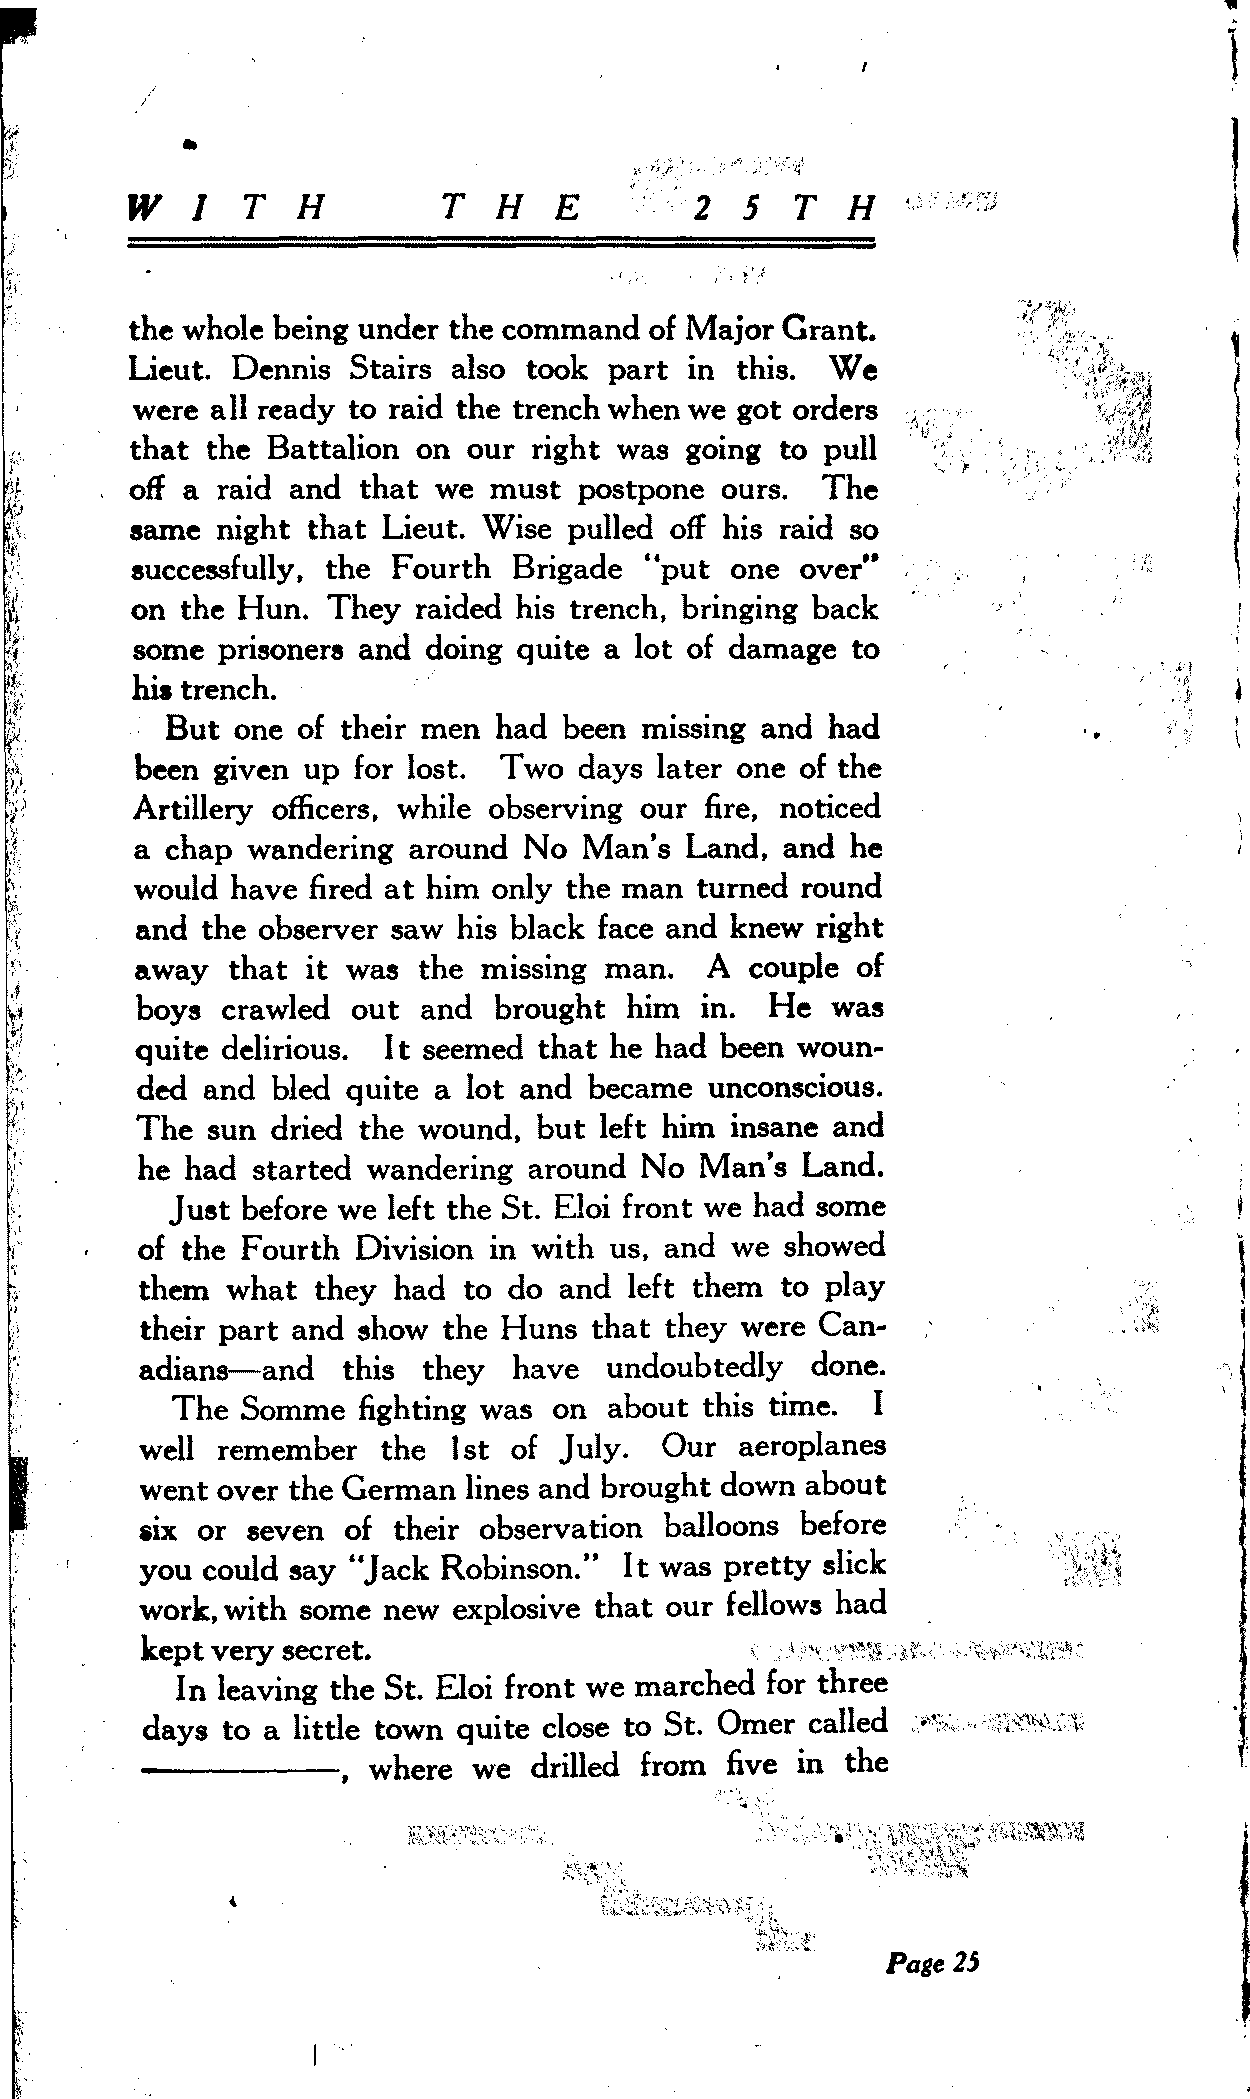 WITH THE 25TH
the whole being under the command of Major Grant.
Lieut. Dennis Stairs also took part in this. We
were all ready to raid the trench when we got orders
that the Battalion on our right was going to pull
off a raid and that we must postpone ours. The
same night that Lieut. Wise pulled off his raid so
successfully, the Fourth Brigade "put one over"
on the Hun. They raided his trench, bringing back
some prisoners and doing quite a lot of damage to
his trench.
But one of their men had been missing and had
been given up for lost. Two days later one of the
Artillery officers, while observing our fire, noticed
a chap wandering around No Man's Land, and he
would have fired at him only the man turned round
and the observer saw his black face and knew right
away that it was the missing man. A couple of
boys crawled out and brought him in. He was
quite delirious. It seemed that he had been woun-
ded and bled quite a lot and became unconscious.
The sun dried the wound, but left him insane and
he had started wandering around No Man's Land.
Just before we left the St. Eloi front we had some
of the Fourth Division in with us, and we showed
them what they had to do and left them to play
their part and show the Huns that they were Can-
adians—and this they have undoubtedly done.
The Somme fighting was on about this time. I
well remember the 1st of July. Our aeroplanes
went over the German lines and brought down about
six or seven of their observation balloons before
you could say "Jack Robinson." It was pretty slick
work, with some new explosive that our fellows had
kept very secret.
In leaving the St. Eloi front we marched for three
days to a little town quite close to St. Omer called
————, where we drilled from five in the
Page 25